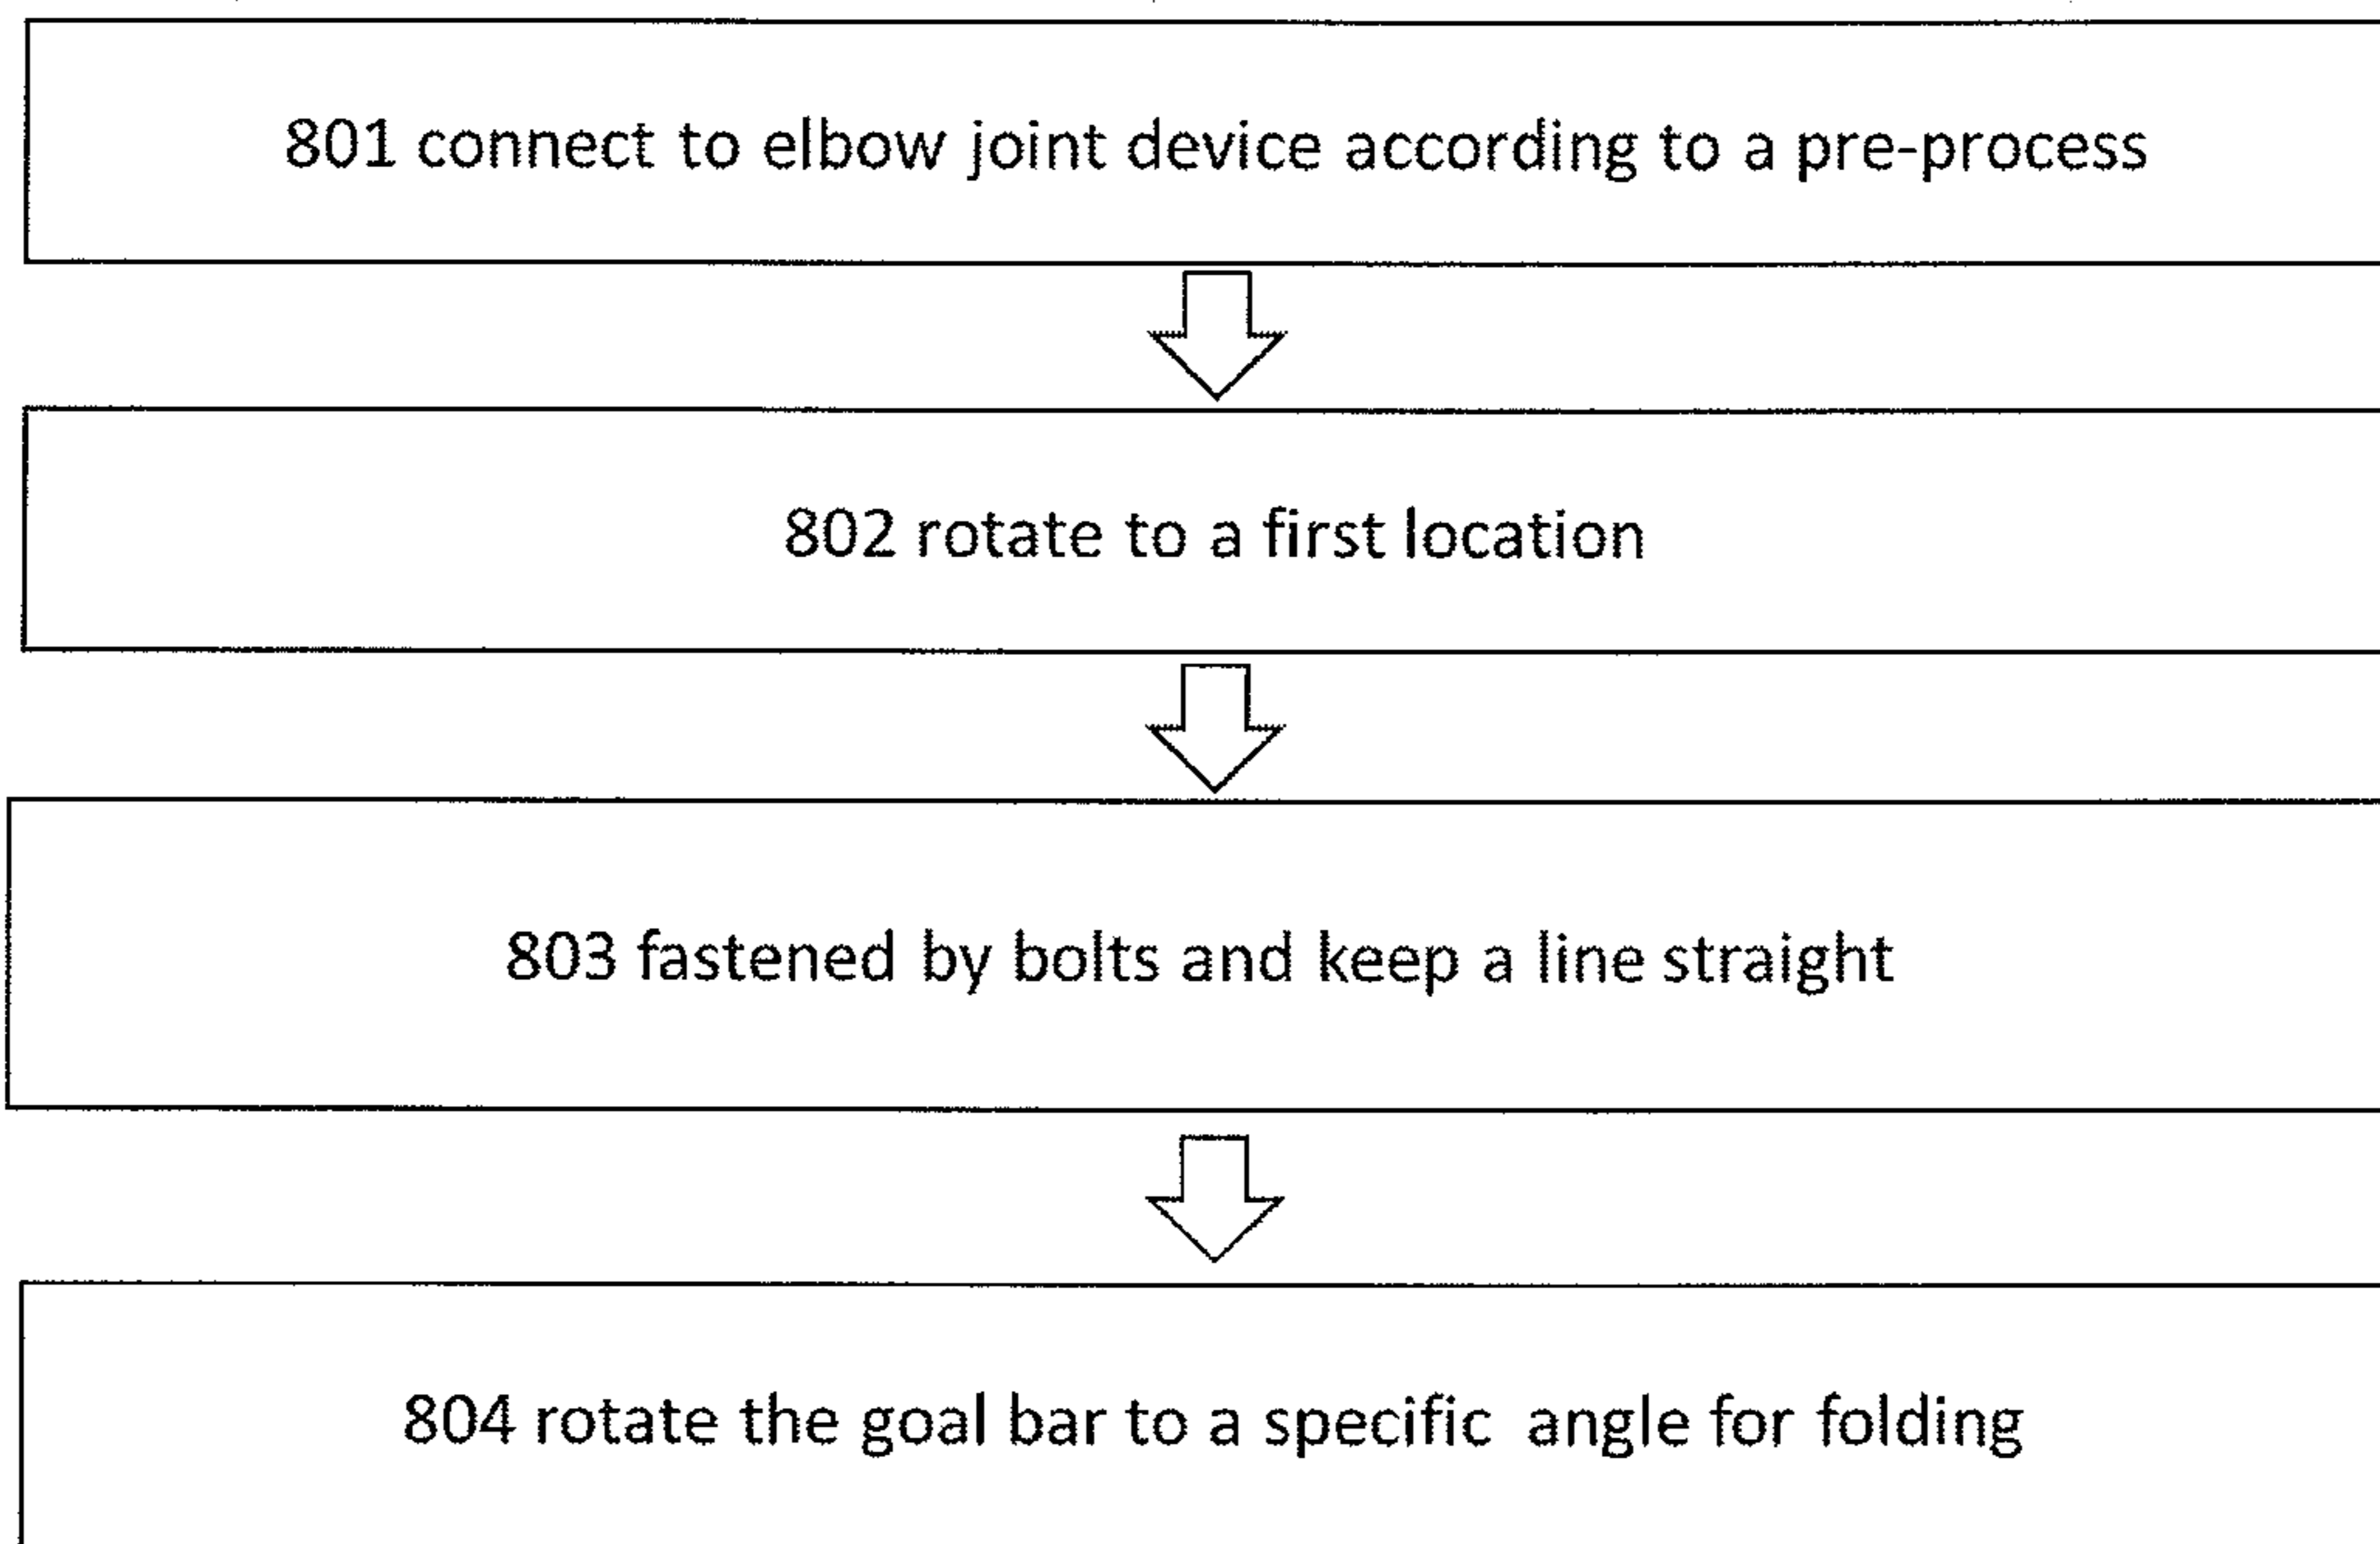 801 connect to elbow joint device according to a pre-process
802 rotate to a first location
803 fastened by bolts and keep a line straight
804 rotate the goal bar to a specific angle for folding